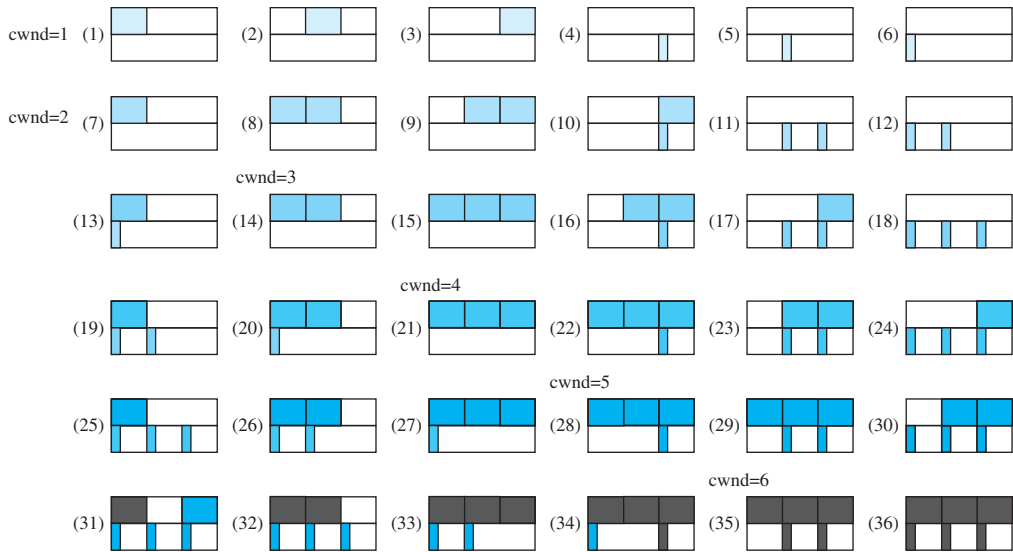 cwnd=1 (1) (2) (3) (4) (5) (6)
cwnd=2 (7) (8) (9) (10) (11) (12)
cwnd=3
(13) (14) (15) (16) (17) (18)
cwnd=4
(19) (20) (21) (22) (23) (24)
cwnd=5
(25) (26) (27) (28) (29) (30)
cwnd=6
(31) (32) (33) (34) (35) (36)